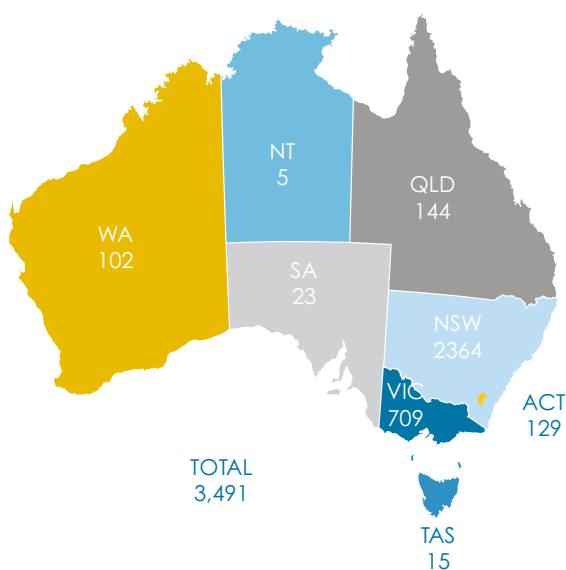 NT
5
QLD
144
WA
102
SA
23
NSW
2364
VIC
709
ACT
129
TOTAL
3,491
TAS
15